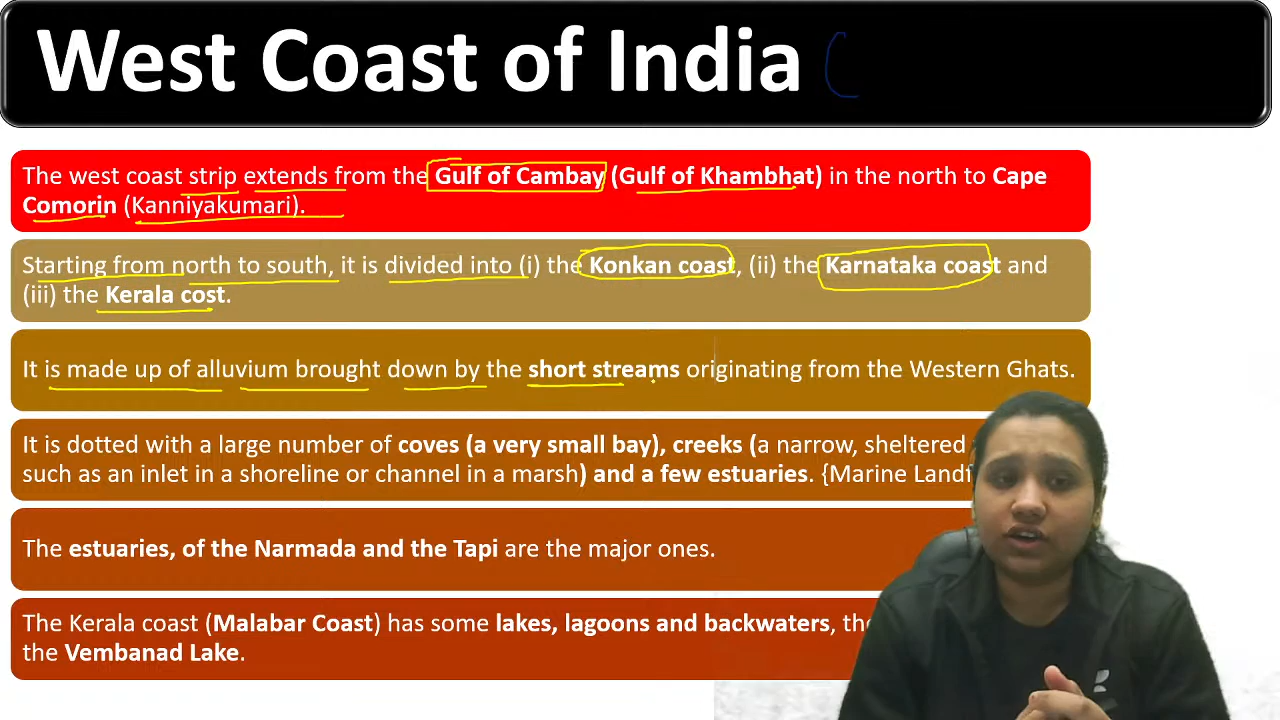 West Coast of India
The west coast strip extends from the Gulf of Cambay (Gulf of Khambhat) in the north to Cape
Comorin (Kanniyakumari).
Starting from north to south, it is divided into (i) the Konkan coast, (ii) the Karnataka coast and
(iii) the Kerala cost.
It is made up of alluvium brought down by the short streams originating from the Western Ghats.
It is dotted with a large number of coves (a very small bay), creeks (a narrow, sheltered
such as an inlet in a shoreline or channel in a marsh) and a few estuaries. {Marine
The estuaries, of the Narmada and the Tapi are the major ones.
The Kerala coast (Malabar Coast) has some lakes, lagoons and backwaters,
the Vembanad Lake.